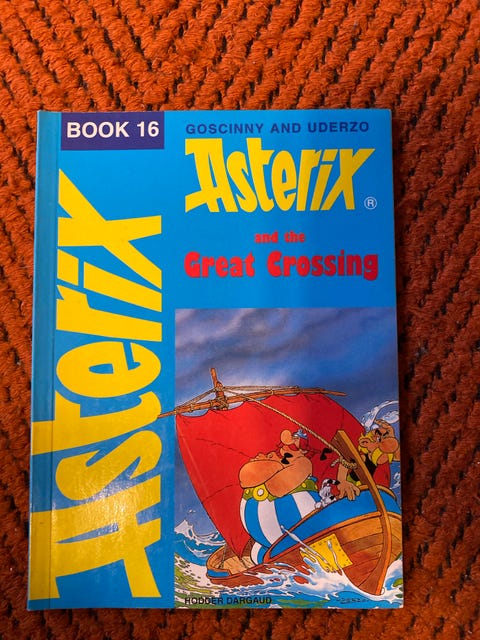 BOOK 16
Asterix
GOSCINNY AND UDERZO
Asterix ®
and the
Great Crossing
HODDER DARGAUD